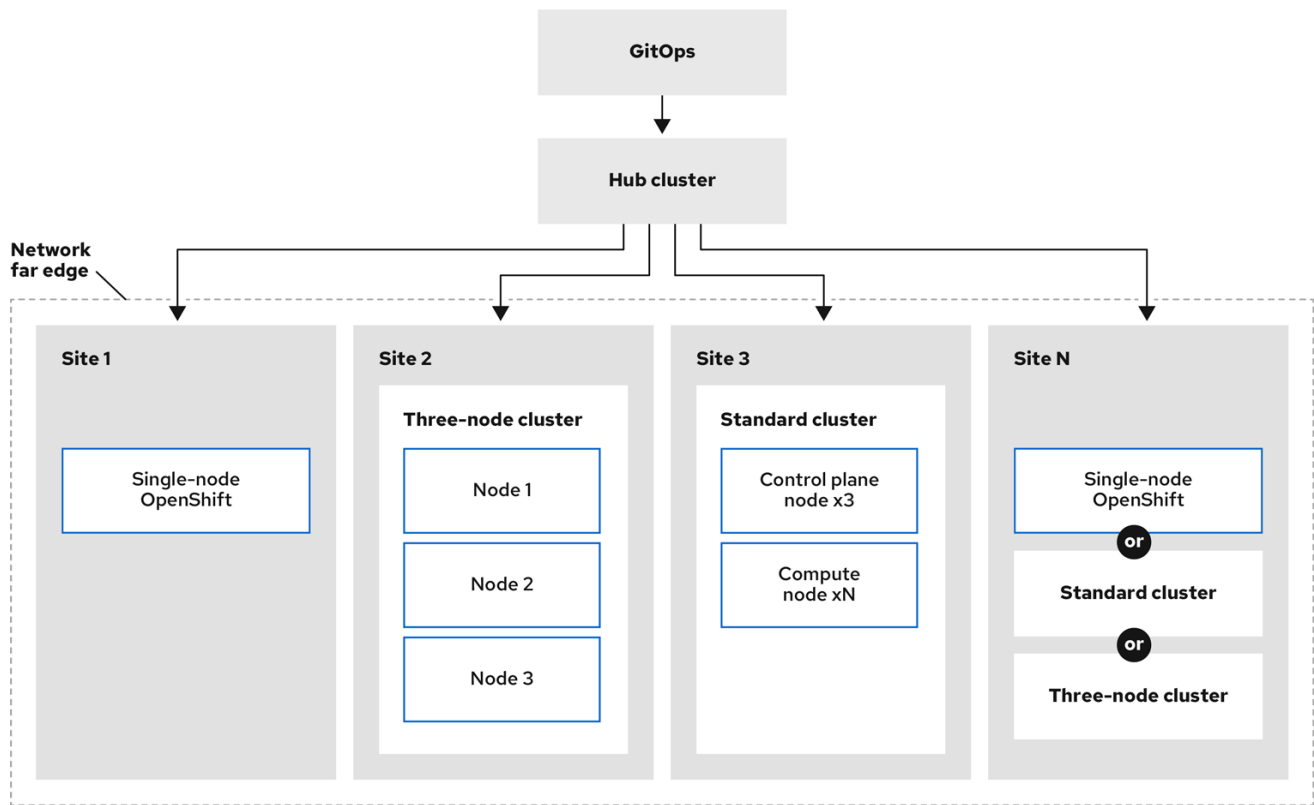 GitOps
Hub cluster
Network
far edge
Site 1
Single-node
OpenShift
Site 2
Three-node cluster
Node 1
Node 2
Node 3
Site 3
Standard cluster
Control plane
node x3
Compute
node xN
Site N
Single-node
OpenShift
or
Standard cluster
or
Three-node cluster